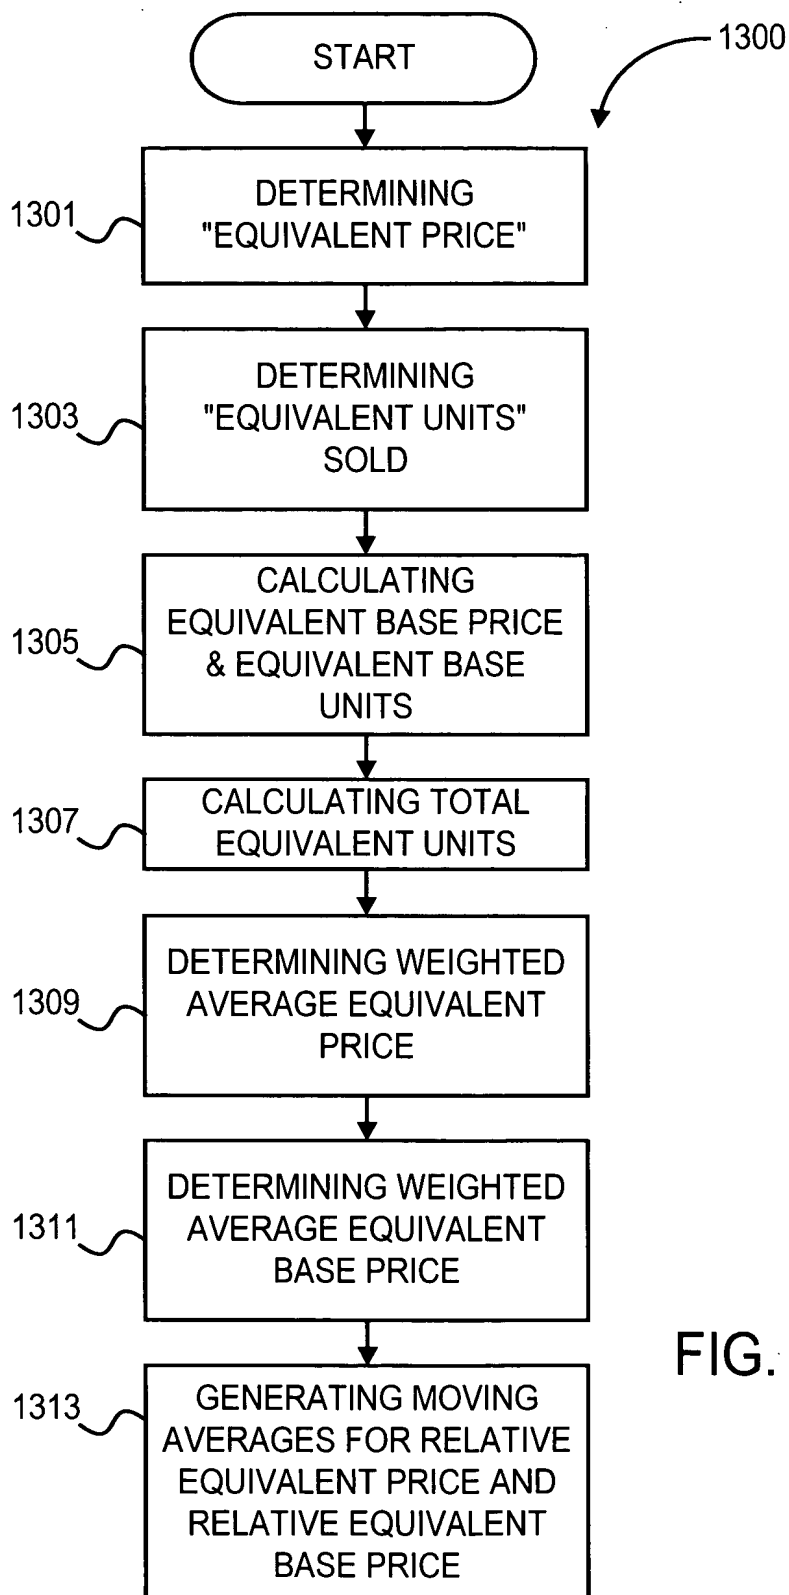 START
1300
1301
DETERMINING
"EQUIVALENT PRICE"
1303
DETERMINING
"EQUIVALENT UNITS"
SOLD
1305
CALCULATING
EQUIVALENT BASE PRICE
& EQUIVALENT BASE
UNITS
1307
CALCULATING TOTAL
EQUIVALENT UNITS
1309
DETERMINING WEIGHTED
AVERAGE EQUIVALENT
PRICE
1311
DETERMINING WEIGHTED
AVERAGE EQUIVALENT
BASE PRICE
FIG.
1313
GENERATING MOVING
AVERAGES FOR RELATIVE
EQUIVALENT PRICE AND
RELATIVE EQUIVALENT
BASE PRICE